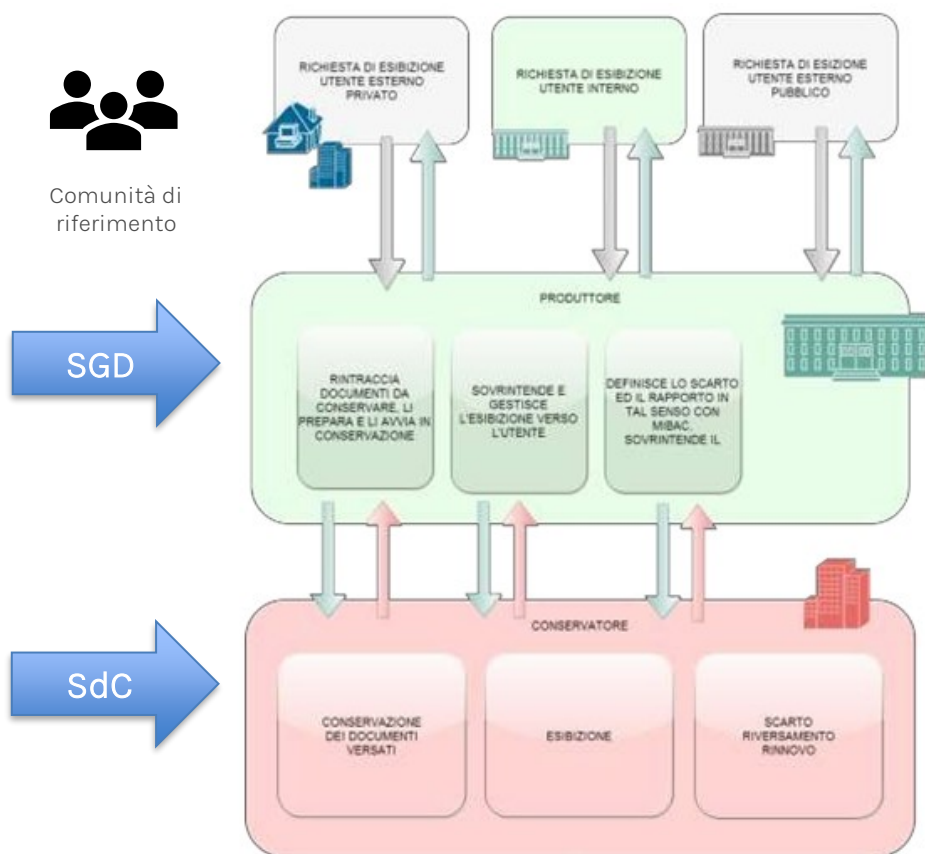 RICHIESTA DI ESIBIZIONE
UTENTE ESTERNO
PRIVATO
RICHIESTA DI ESIBIZIONE
UTENTE INTERNO
RICHIESTA DI ESIZIONE
UTENTE ESTERNO
PUBBLICO
Comunità di
riferimento
PRODUTTORE
SGD
RINTRACCIA
DOCUMENTI DA
CONSERVARE, LI
PREPARA E LI AVVIA IN
CONSERVAZIONE
SOVRINTENDE E
GESTISCE
L'ESIBIZIONE VERSO
L'UTENTE
DEFINISCE LO SCARTO
ED IL RAPPORTO IN
TAL SENSO CON
MIBAC,
SOVRINTENDE IL
CONSERVATORE
SdC
CONSERVAZIONE
DEI DOCUMENTI
VERSATI
ESIBIZIONE
SCARTO
RIVERSAMENTO
RINNOVO